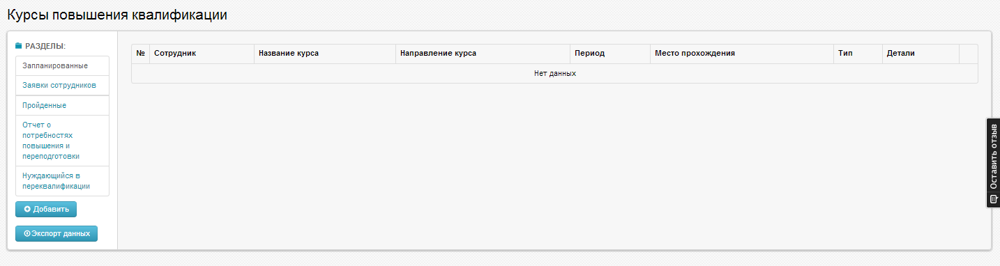 Курсы повышения квалификации
РАЗДЕЛЫ:
Запланированные
Заявки сотрудников
Пройденные
Отчет о
потребностях
повышения и
переподготовки
Нуждающийся в
переквалификации
Добавить
Экспорт данных
№ Сотрудник Название курса Направление курса Период Место прохождения Тип Детали
Нет данных
Оставить отзыв